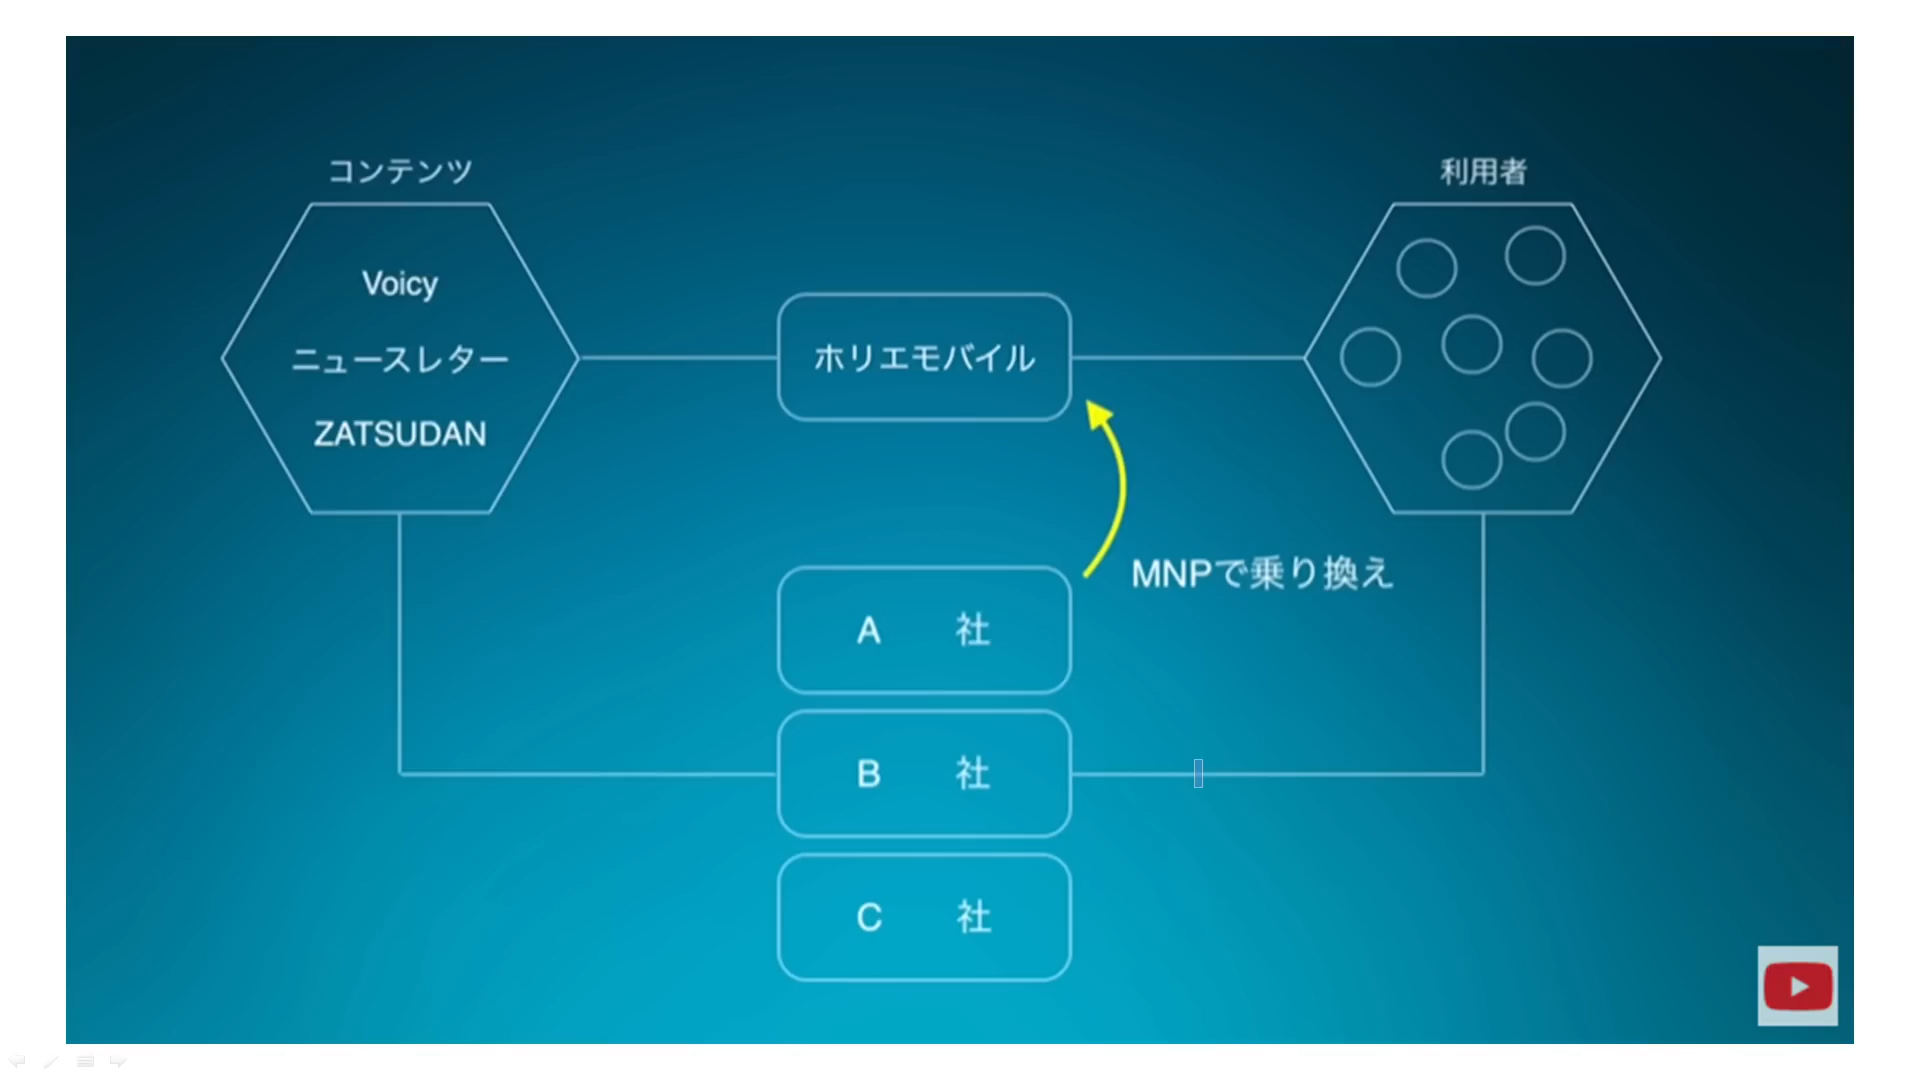 コンテンツ
Voicy
ニュースレター
ZATSUDAN
ホリエモバイル
利用者
MNPで乗り換え
A 社
B 社
C 社